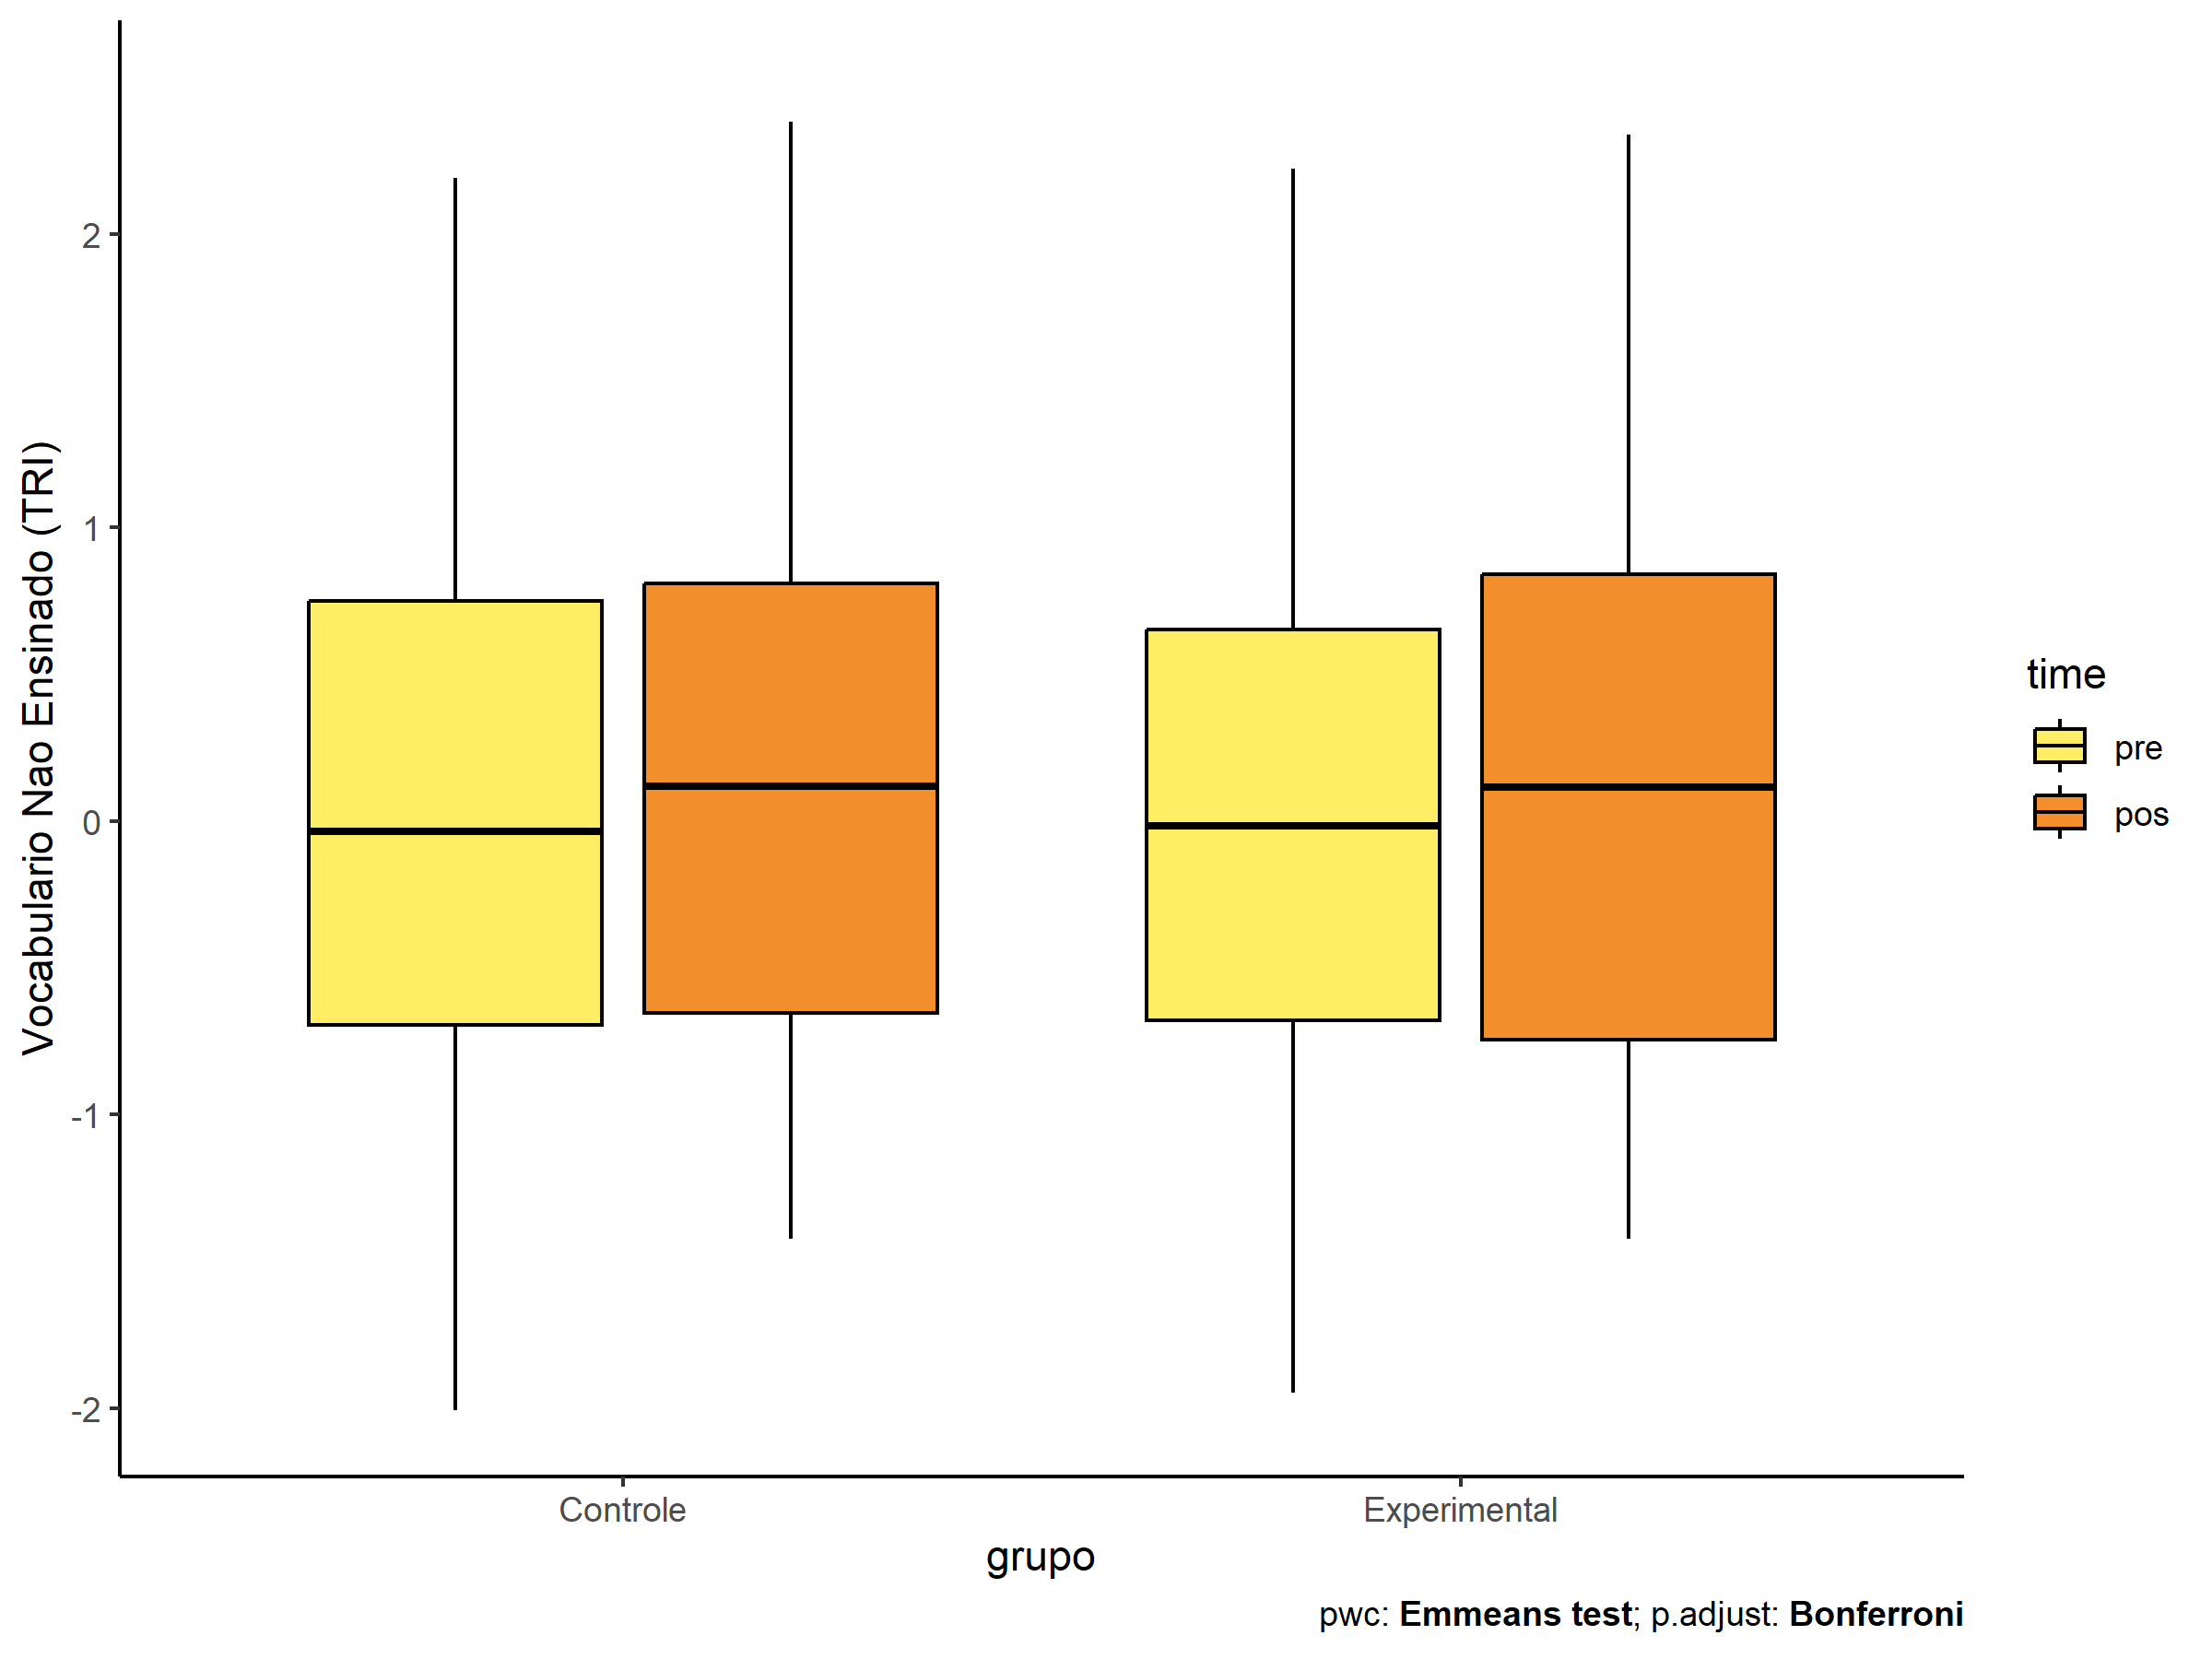 Vocabulario Nao Ensinado (TRI)
2
1
0
-1
-2
Controle
Experimental
grupo
time
pre
pos
pwc: Emmeans test; p.adjust: Bonferroni